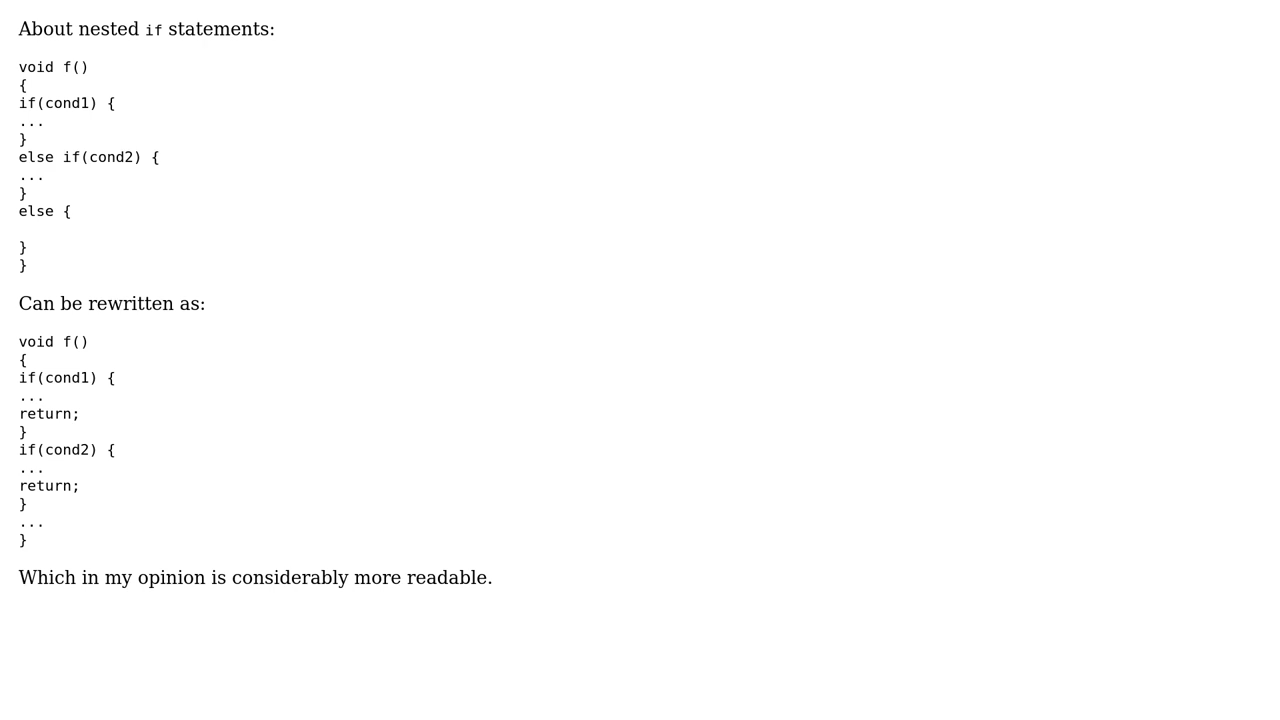 About nested if statements:
void f()
{
if(cond1) {
...
}
else if(cond2) {
...
}
else {

}
}
Can be rewritten as:
void f()
{
if(cond1) {
...
return;
}
if(cond2) {
...
return;
}
...
}
Which in my opinion is considerably more readable.